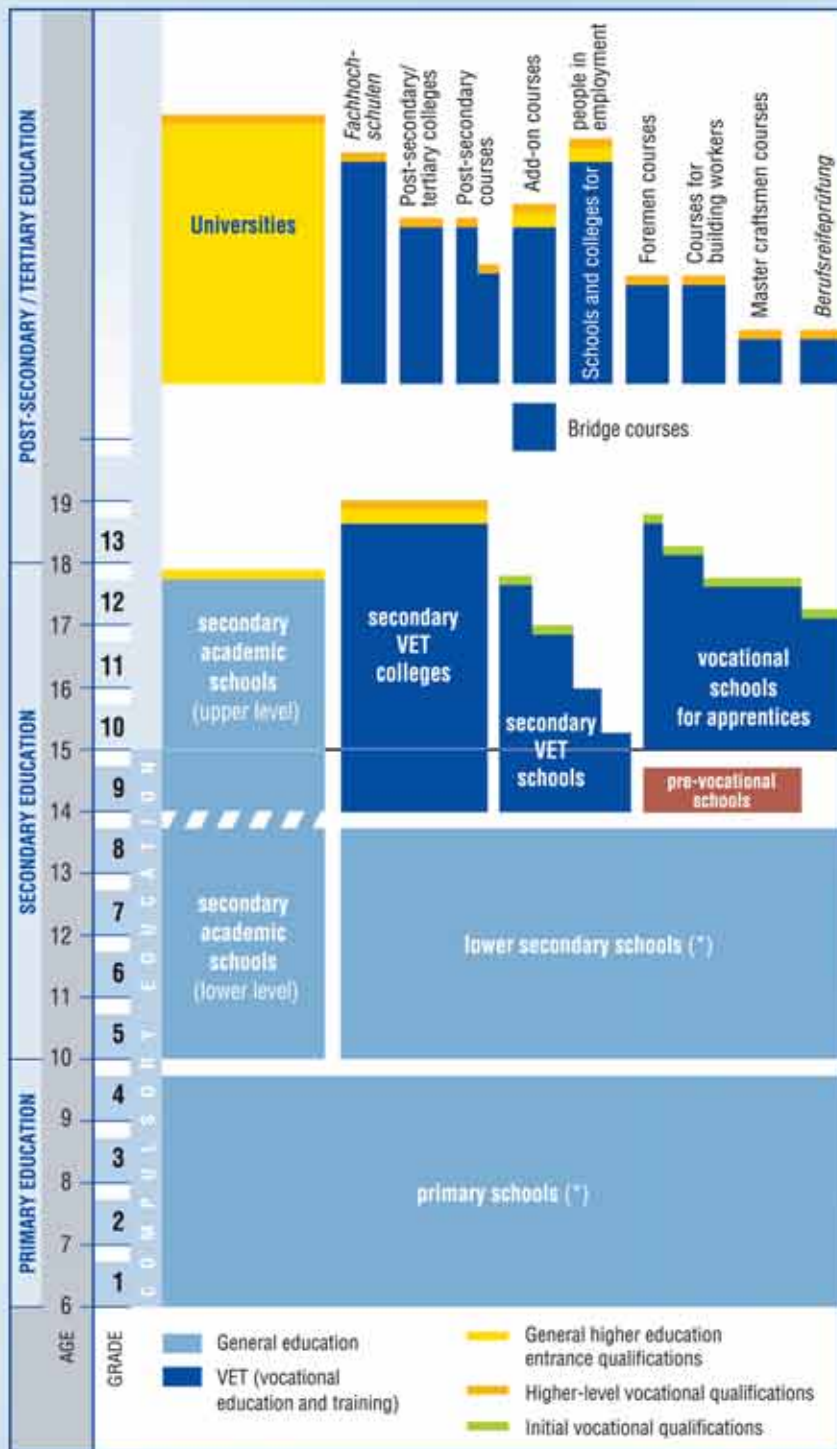 POST-SECONDARY / TERTIARY EDUCATION
SECONDARY EDUCATION
PRIMARY EDUCATION
19
18
17
16
15
14
13
12
11
10
9
8
7
6
AGE
13
12
11
10
9
8
7
6
5
4
3
2
1
GRADE
COMPULSORY EDUCATION
Universities
Fachhoch-
schulen
Post-secondary/
tertiary colleges
Post-secondary
courses
Add-on courses
Schools and colleges for
people in
employment
Foremen courses
Courses for
building workers
Master craftsmen courses
Berufsreifeprüfung
Bridge courses
secondary
academic
schools
(upper level)
secondary
VET
colleges
secondary
VET
schools
vocational
schools
for apprentices
pre-vocational
schools
secondary
academic
schools
(lower level)
lower secondary schools (*)
primary schools (*)
General education
VET (vocational
education and training)
General higher education
entrance qualifications
Higher-level vocational qualifications
Initial vocational qualifications